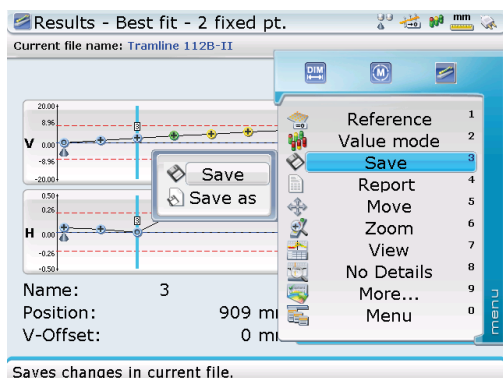 Results - Best fit - 2 fixed pt.
mm
Current file name: Tramline 112B-II
DIM
M
Reference 1
Value mode 2
Save 3
Report 4
Move 5
Zoom 6
View 7
No Details 8
More... 9
Menu 0
menu
Save
Save as
20.00
8.96
V 0.00
-8.96
-20.00
3
0.50
0.26
H 0.00
-0.26
-0.50
3
Name: 3
Position: 909 m
V-Offset: 0 m
Saves changes in current file.